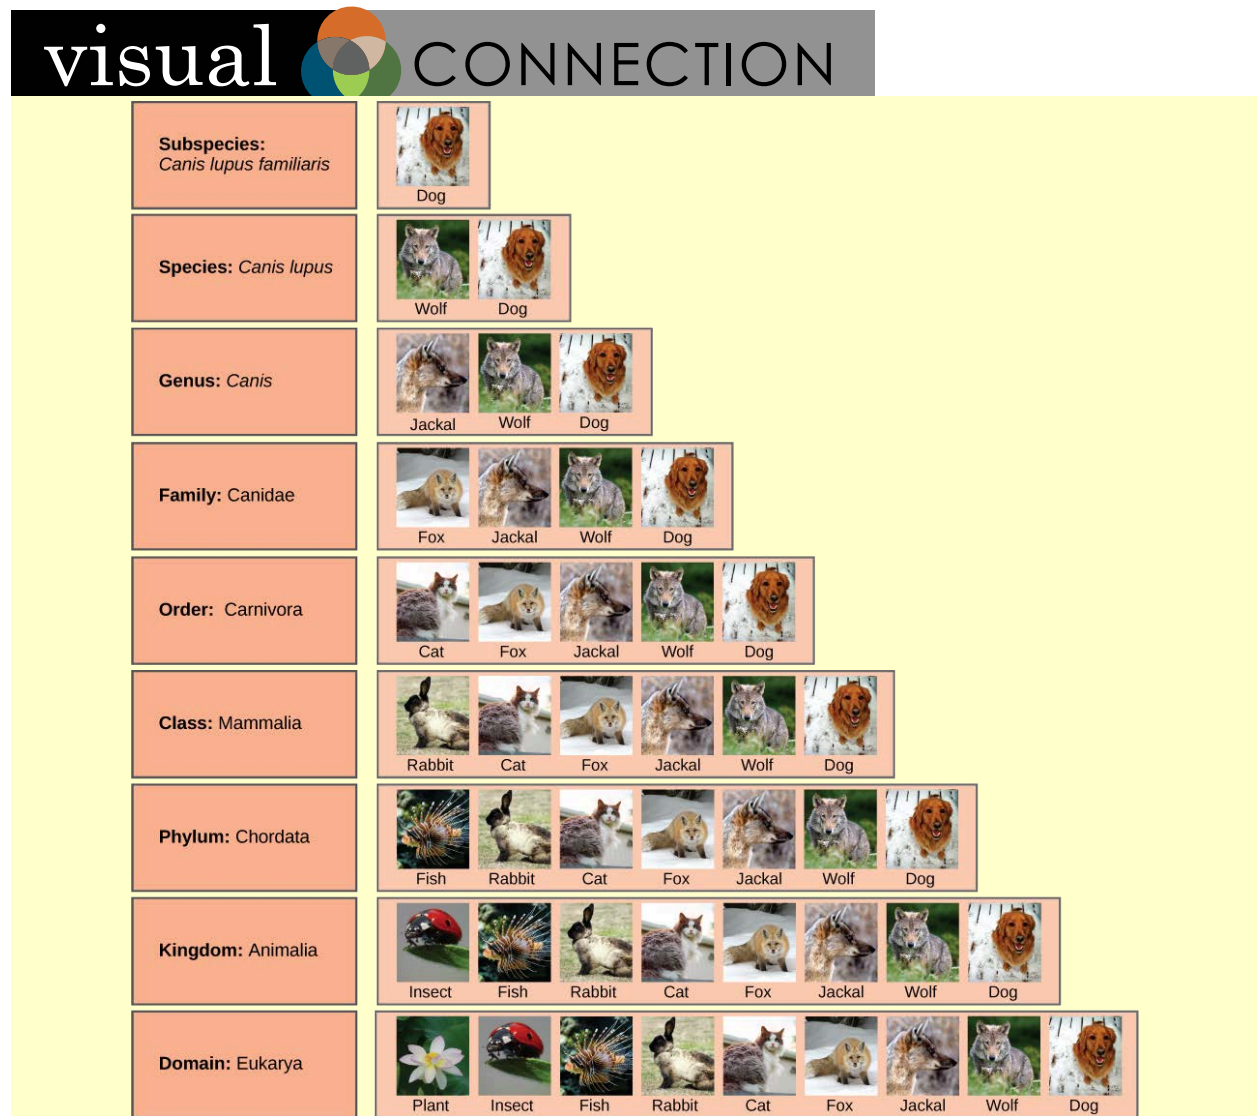 visual CONNECTION
Subspecies:
Canis lupus familiaris
Dog
Species: Canis lupus
Wolf Dog
Genus: Canis
Jackal Wolf Dog
Family: Canidae
Fox Jackal Wolf Dog
Order: Carnivora
Cat Fox Jackal Wolf Dog
Class: Mammalia
Rabbit Cat Fox Jackal Wolf Dog
Phylum: Chordata
Fish Rabbit Cat Fox Jackal Wolf Dog
Kingdom: Animalia
Insect Fish Rabbit Cat Fox Jackal Wolf Dog
Domain: Eukarya
Plant Insect Fish Rabbit Cat Fox Jackal Wolf Dog